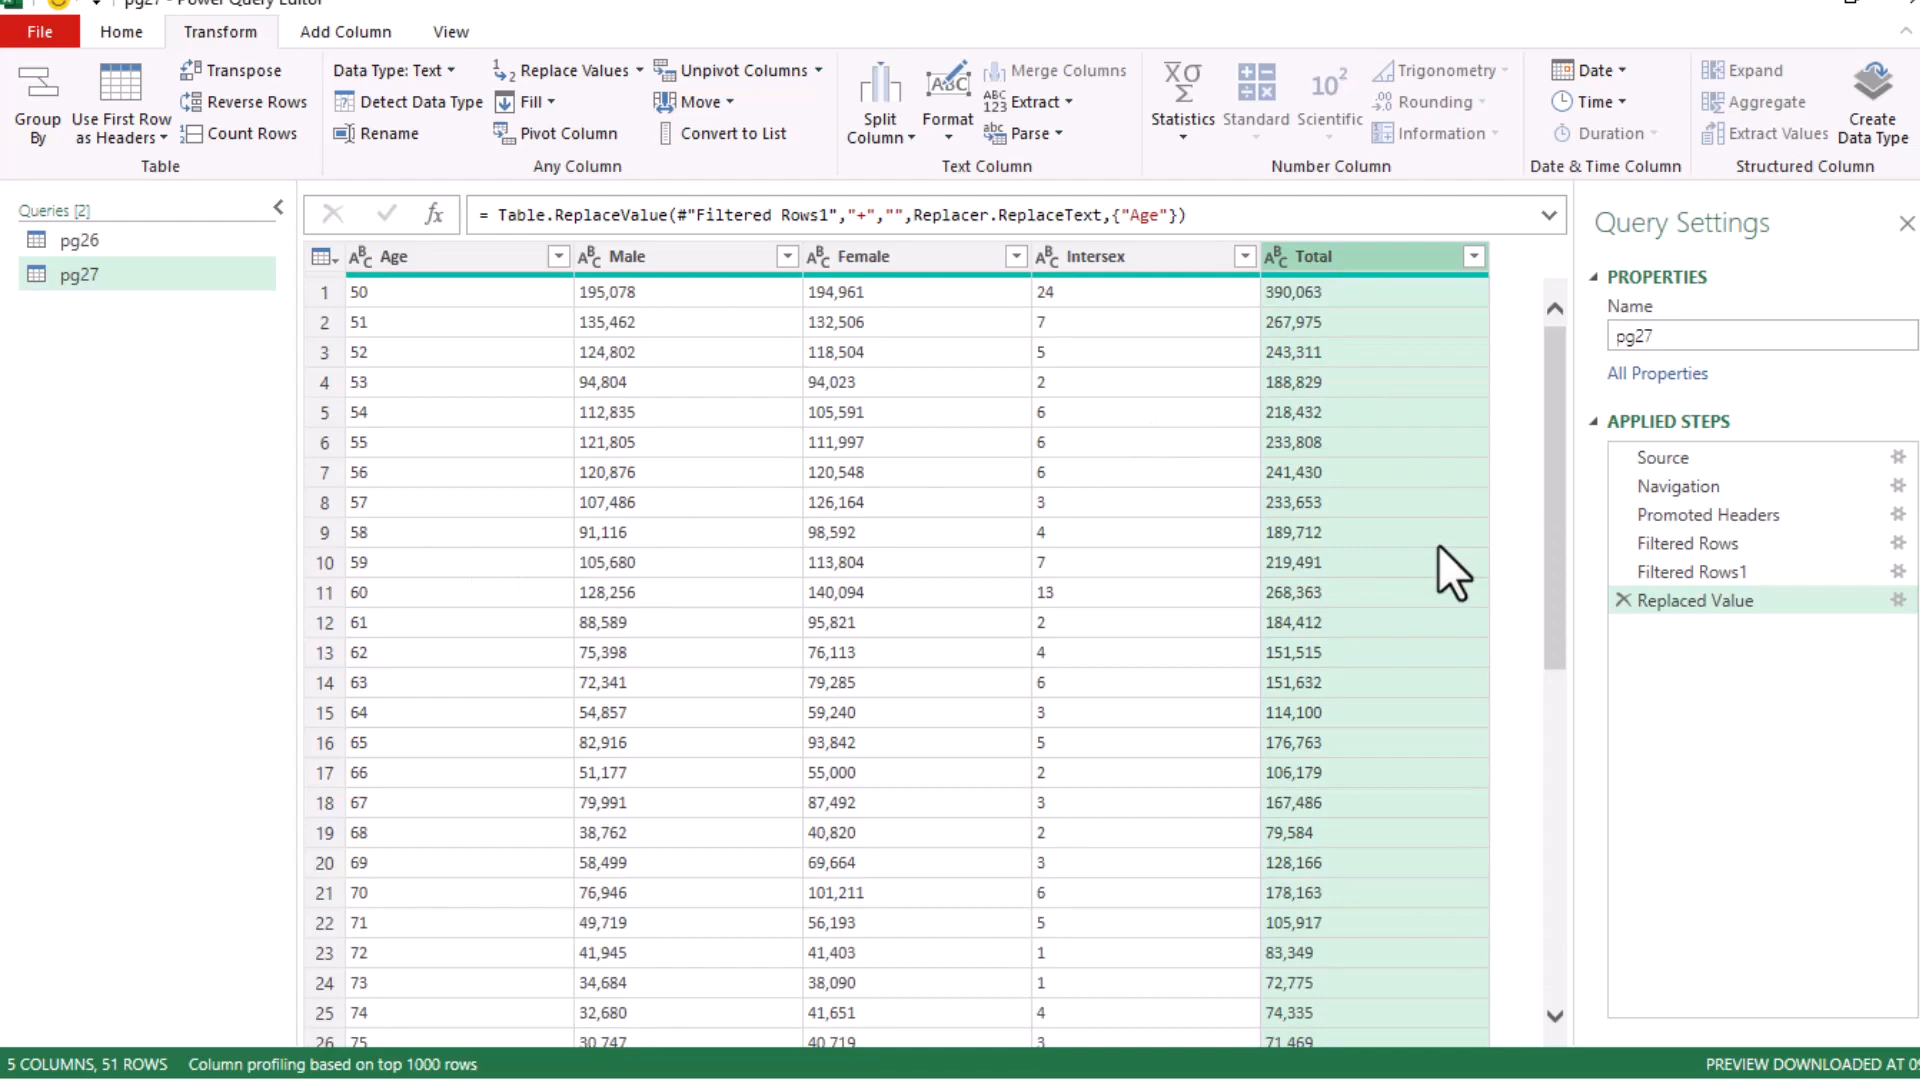 pg27 - Power Query Editor
File Home Transform Add Column View
Group By
Use First Row as Headers
Transpose
Reverse Rows
Count Rows
Table
Data Type: Text
Detect Data Type
Rename
Replace Values
Fill
Pivot Column
Unpivot Columns
Move
Convert to List
Any Column
Split Column
Format
Merge Columns
Extract
Parse
Text Column
Statistics
Standard
Scientific
Trigonometry
Rounding
Information
Number Column
Date
Time
Duration
Date & Time Column
Expand
Aggregate
Extract Values
Structured Column
Create Data Type
Queries [2]
pg26
pg27
fx = Table.ReplaceValue(#"Filtered Rows1","+","",Replacer.ReplaceText,{"Age"})
Age Male Female Intersex Total
1 50 195,078 194,961 24 390,063
2 51 135,462 132,506 7 267,975
3 52 124,802 118,504 5 243,311
4 53 94,804 94,023 2 188,829
5 54 112,835 105,591 6 218,432
6 55 121,805 111,997 6 233,808
7 56 120,876 120,548 6 241,430
8 57 107,486 126,164 3 233,653
9 58 91,116 98,592 4 189,712
10 59 105,680 113,804 7 219,491
11 60 128,256 140,094 13 268,363
12 61 88,589 95,821 2 184,412
13 62 75,398 76,113 4 151,515
14 63 72,341 79,285 6 151,632
15 64 54,857 59,240 3 114,100
16 65 82,916 93,842 5 176,763
17 66 51,177 55,000 2 106,179
18 67 79,991 87,492 3 167,486
19 68 38,762 40,820 2 79,584
20 69 58,499 69,664 3 128,166
21 70 76,946 101,211 6 178,163
22 71 49,719 56,193 5 105,917
23 72 41,945 41,403 1 83,349
24 73 34,684 38,090 1 72,775
25 74 32,680 41,651 4 74,335
26 75 30,747 40,719 3 71,469
Query Settings
PROPERTIES
Name
pg27
All Properties
APPLIED STEPS
Source
Navigation
Promoted Headers
Filtered Rows
Filtered Rows1
Replaced Value
5 COLUMNS, 51 ROWS Column profiling based on top 1000 rows
PREVIEW DOWNLOADED AT